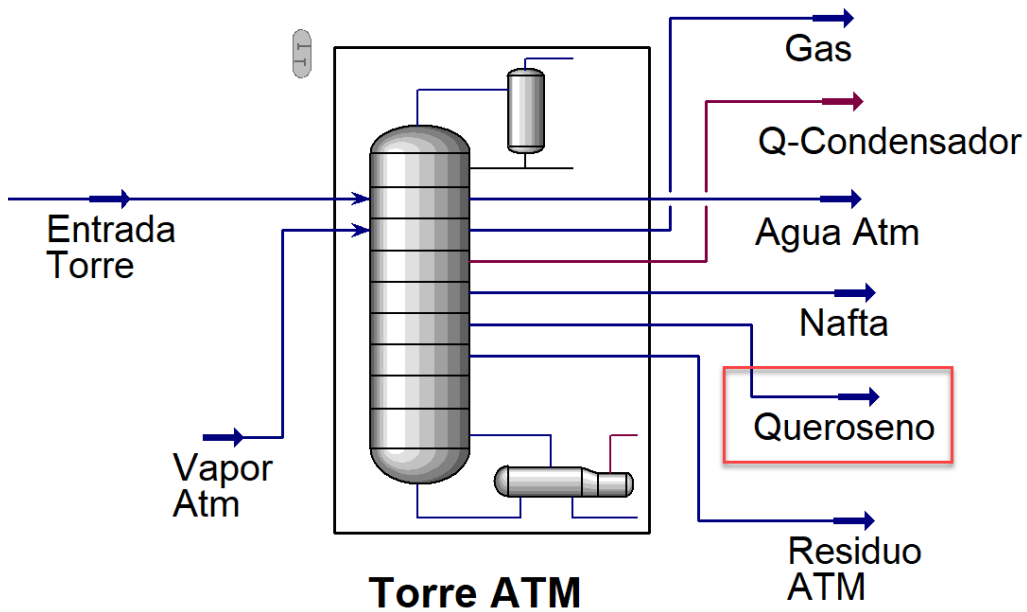 Gas
Q-Condensador
Entrada
Torre
Agua Atm
Nafta
Queroseno
Vapor
Atm
Residuo
ATM
Torre ATM